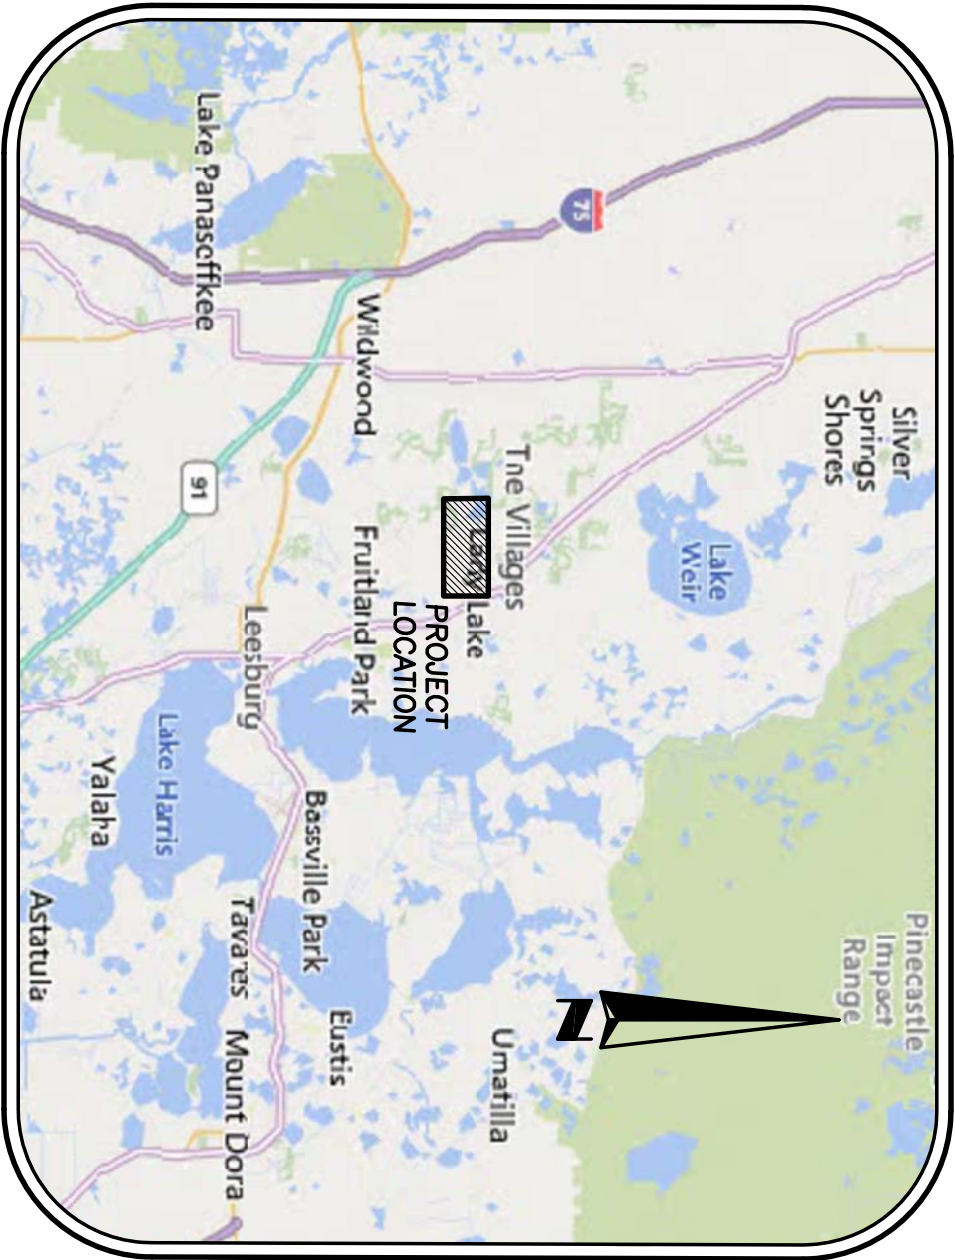 Silver
Springs
Shores
Pinecastle
Impact
Range
Lake
Weir
75
N
The Villages
Umatilla
Lady Lake
PROJECT
LOCATION
Wildwood
Fruitland Park
Eustis
Bassville Park
Leesburg
Tavares
Mount Dora
Lake Panasoffkee
91
Lake Harris
Yalaha
Astatula